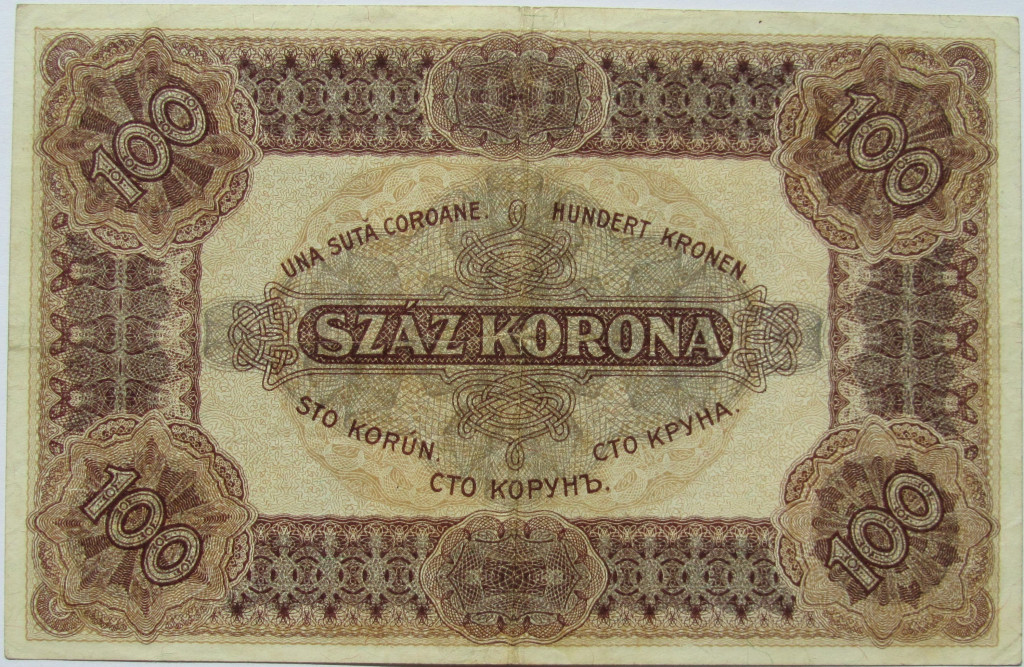 100
100
UNA SUTĂ COROANE.
HUNDERT KRONEN.
SZÁZ KORONA
STO KORÚN.
СТО КРУНА.
СТО КОРУНЪ.
100
100